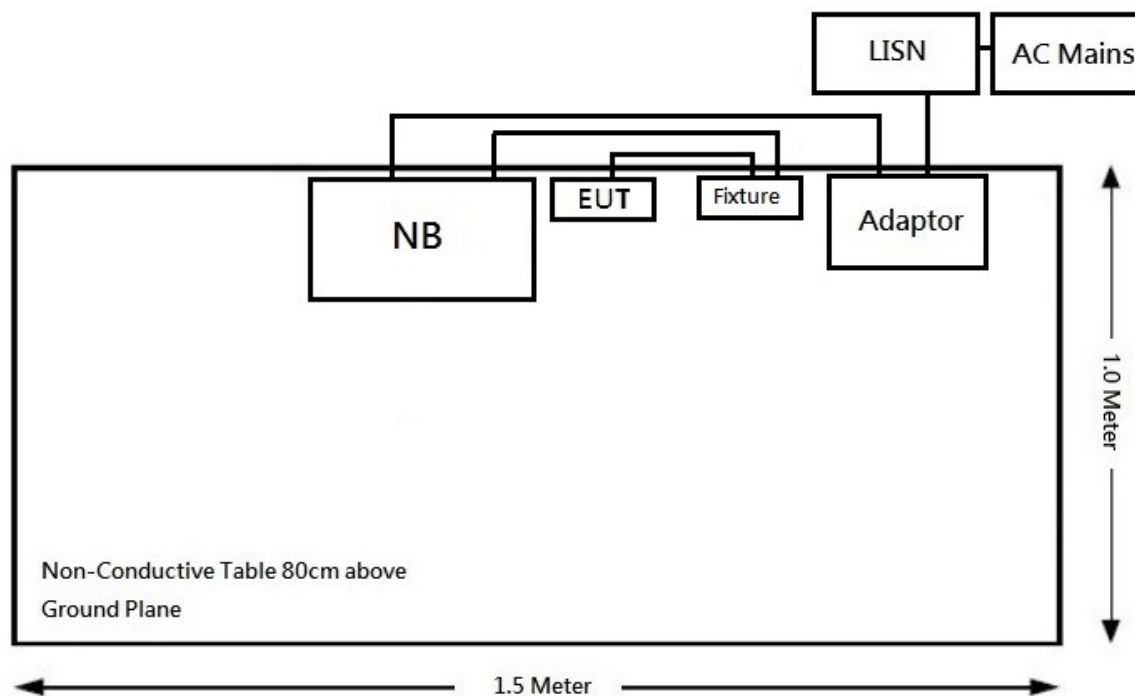 LISN
AC Mains
NB
EUT
Fixture
Adaptor
1.0 Meter
Non-Conductive Table 80cm above
Ground Plane
1.5 Meter